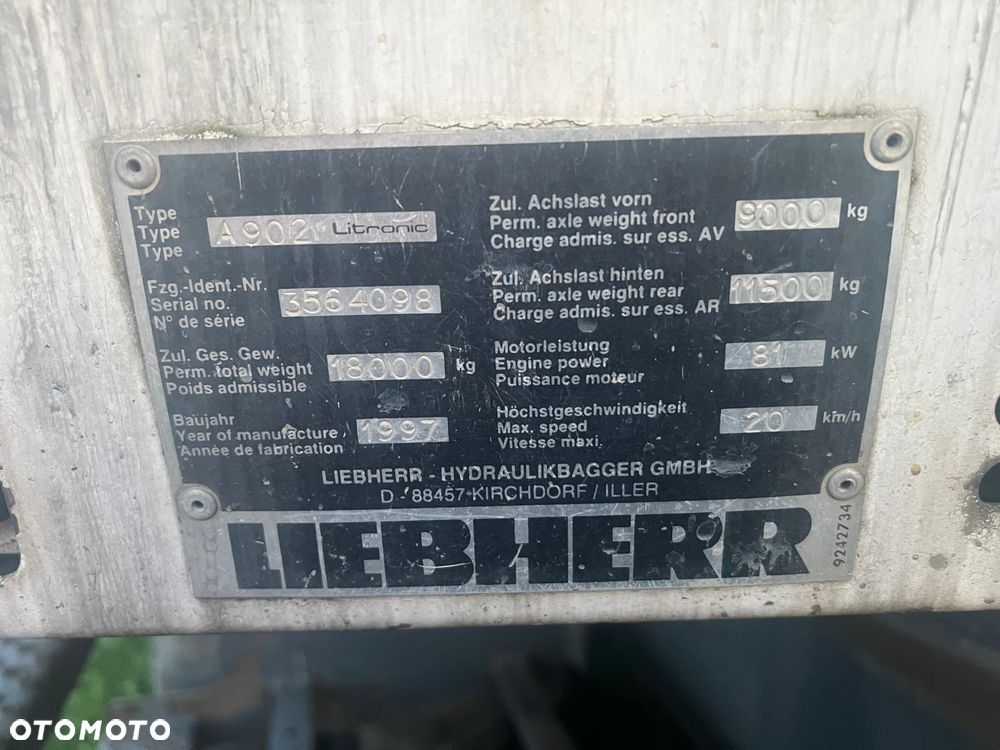 Type
Type
Type
A902 Litronic
Fzg.-Ident.-Nr.
Serial no.
N° de série
3564098
Zul. Ges. Gew.
Perm. total weight
Poids admissible
18000 kg
Baujahr
Year of manufacture
Année de fabrication
1997
Zul. Achslast vorn
Perm. axle weight front
Charge admis. sur ess. AV
9000 kg
Zul. Achslast hinten
Perm. axle weight rear
Charge admis. sur ess. AR
11500 kg
Motorleistung
Engine power
Puissance moteur
81 kW
Höchstgeschwindigkeit
Max. speed
Vitesse maxi.
20 km/h
LIEBHERR - HYDRAULIKBAGGER GMBH
D - 88457 KIRCHDORF / ILLER
LIEBHERR
9242734
OTOMOTO
OTOMOTO